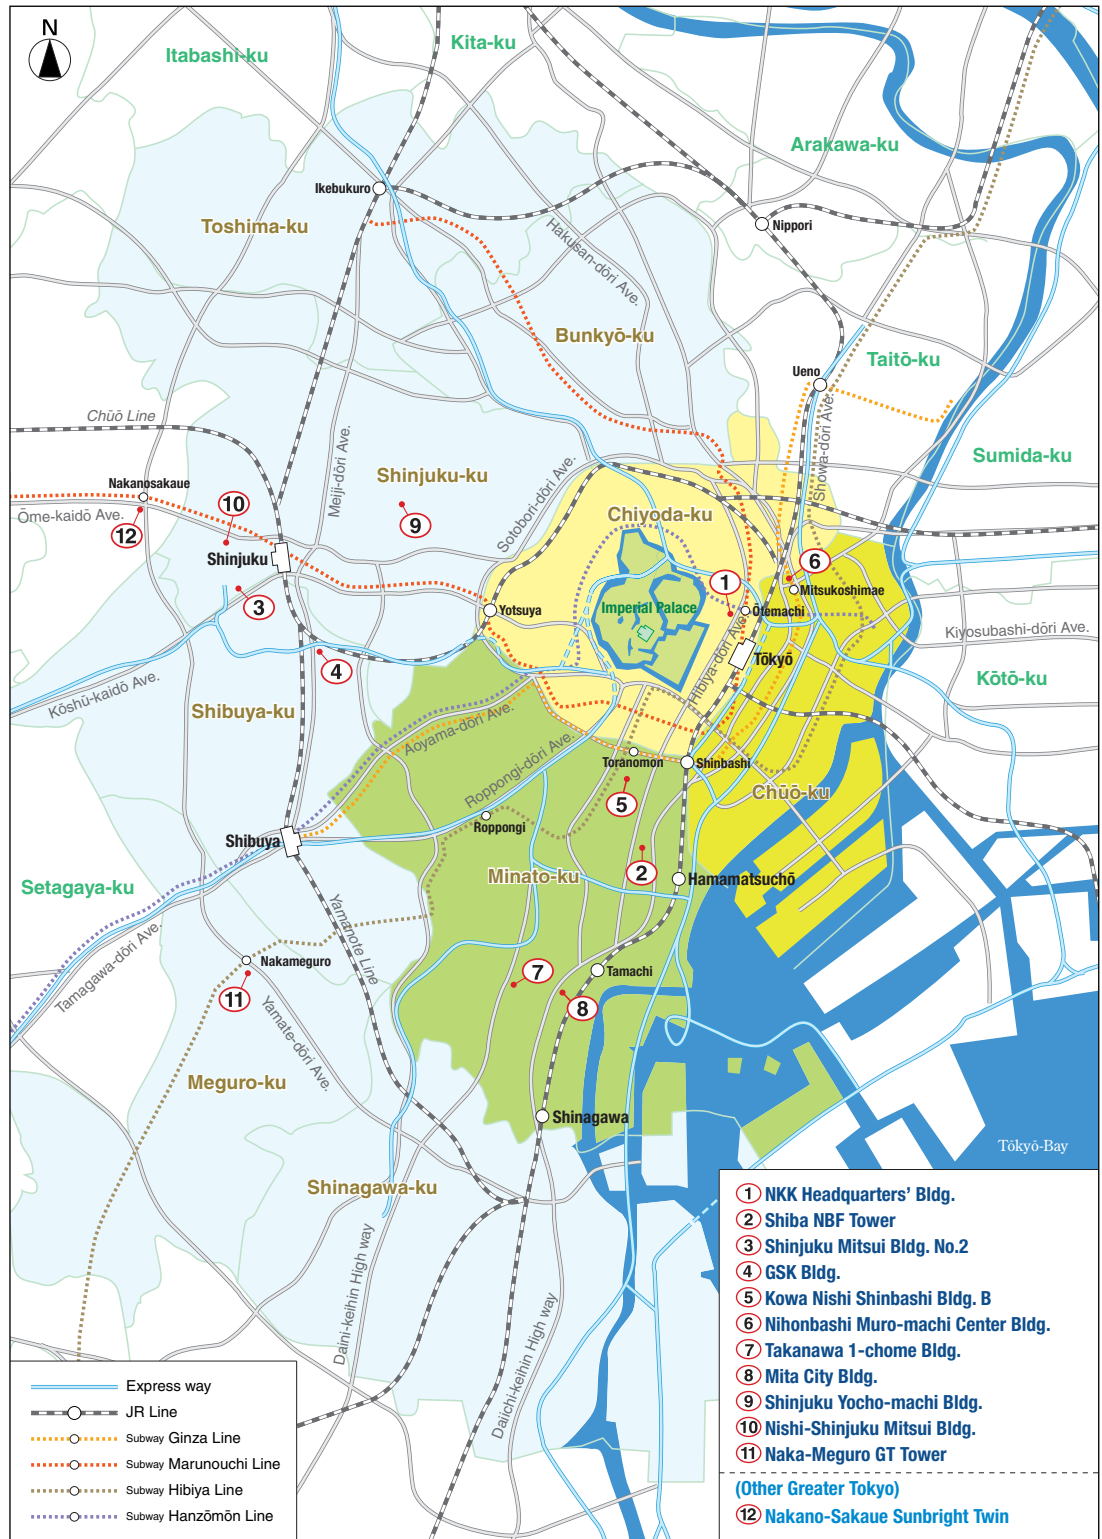 N
Itabashi-ku
Kita-ku
Arakawa-ku
Ikebukuro
Toshima-ku
Nippori
Hakusan-dōri Ave.
Bunkyō-ku
Taitō-ku
Ueno
Chūō Line
Meiji-dōri Ave.
Showa-dōri Ave.
Sumida-ku
Shinjuku-ku
Sotobori-dōri Ave.
Nakanosakaue
10
9
Chiyoda-ku
Ōme-kaidō Ave.
12
Shinjuku
6
Mitsukoshimae
1
3
Yotsuya
Imperial Palace
Ōtemachi
Kiyosubashi-dōri Ave.
Hibiya-dōri Ave.
Tōkyō
4
Kōtō-ku
Kōshū-kaidō Ave.
Shibuya-ku
Aoyama-dōri Ave.
Roppongi-dōri Ave.
Toranomon
Shinbashi
5
Chūō-ku
Roppongi
Shibuya
2
Minato-ku
Hamamatsuchō
Setagaya-ku
Yamanote Line
Tamagawa-dōri Ave.
Nakameguro
7
Tamachi
11
8
Yamate-dōri Ave.
Meguro-ku
Shinagawa
Tōkyō-Bay
Shinagawa-ku
Daini-keihin High way
Daiichi-keihin High way
1 NKK Headquarters' Bldg.
2 Shiba NBF Tower
3 Shinjuku Mitsui Bldg. No.2
4 GSK Bldg.
5 Kowa Nishi Shinbashi Bldg. B
6 Nihonbashi Muro-machi Center Bldg.
7 Takanawa 1-chome Bldg.
8 Mita City Bldg.
9 Shinjuku Yocho-machi Bldg.
10 Nishi-Shinjuku Mitsui Bldg.
11 Naka-Meguro GT Tower
(Other Greater Tokyo)
12 Nakano-Sakaue Sunbright Twin
Express way
JR Line
Subway Ginza Line
Subway Marunouchi Line
Subway Hibiya Line
Subway Hanzōmōn Line